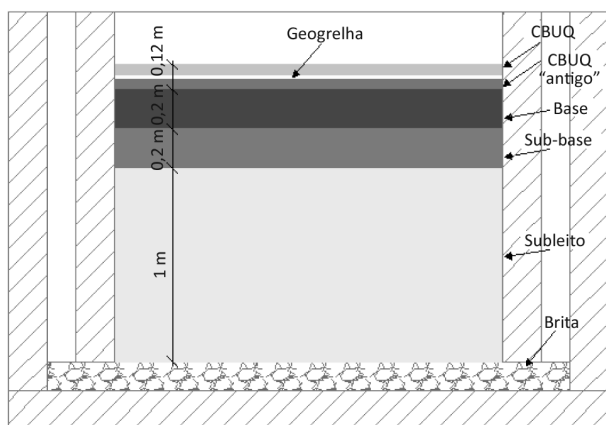 Geogrelha
CBUQ
CBUQ
“antigo”
Base
Sub-base
Subleito
Brita
0,12 m
0,2 m
0,2 m
1 m